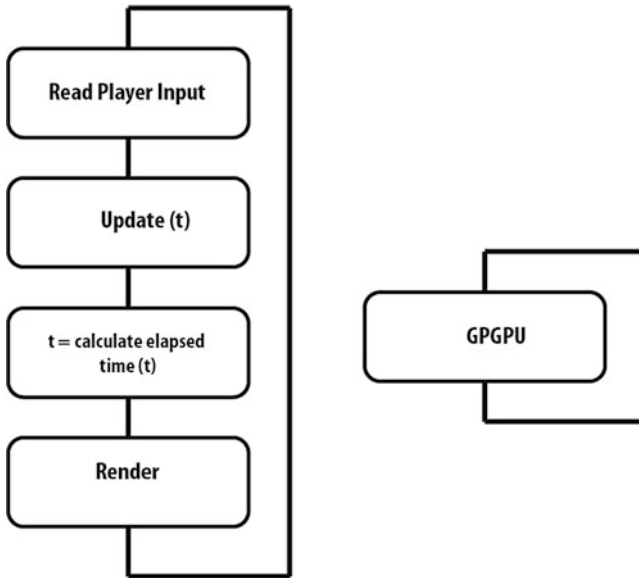 Read Player Input
Update (t)
t = calculate elapsed
time (t)
Render
GPGPU